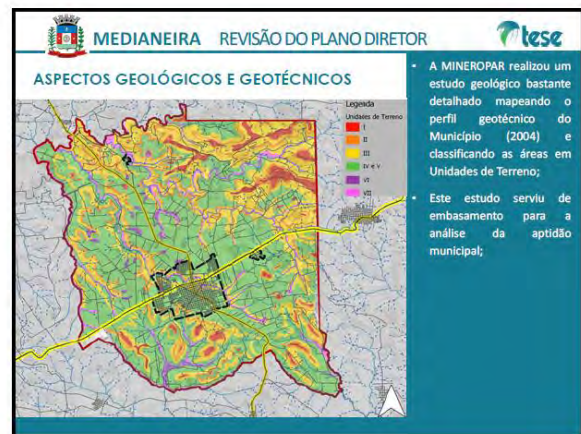 MEDIANEIRA REVISÃO DO PLANO DIRETOR
tese
ASPECTOS GEOLÓGICOS E GEOTÉCNICOS
Legenda
Unidades de Terreno
I
II
III
IV e V
VI
VII
• A MINEROPAR realizou um
estudo geológico bastante
detalhado mapeando o
perfil geotécnico do
Município (2004) e
classificando as áreas em
Unidades de Terreno;
• Este estudo serviu de
embasamento para a
análise da aptidão
municipal;